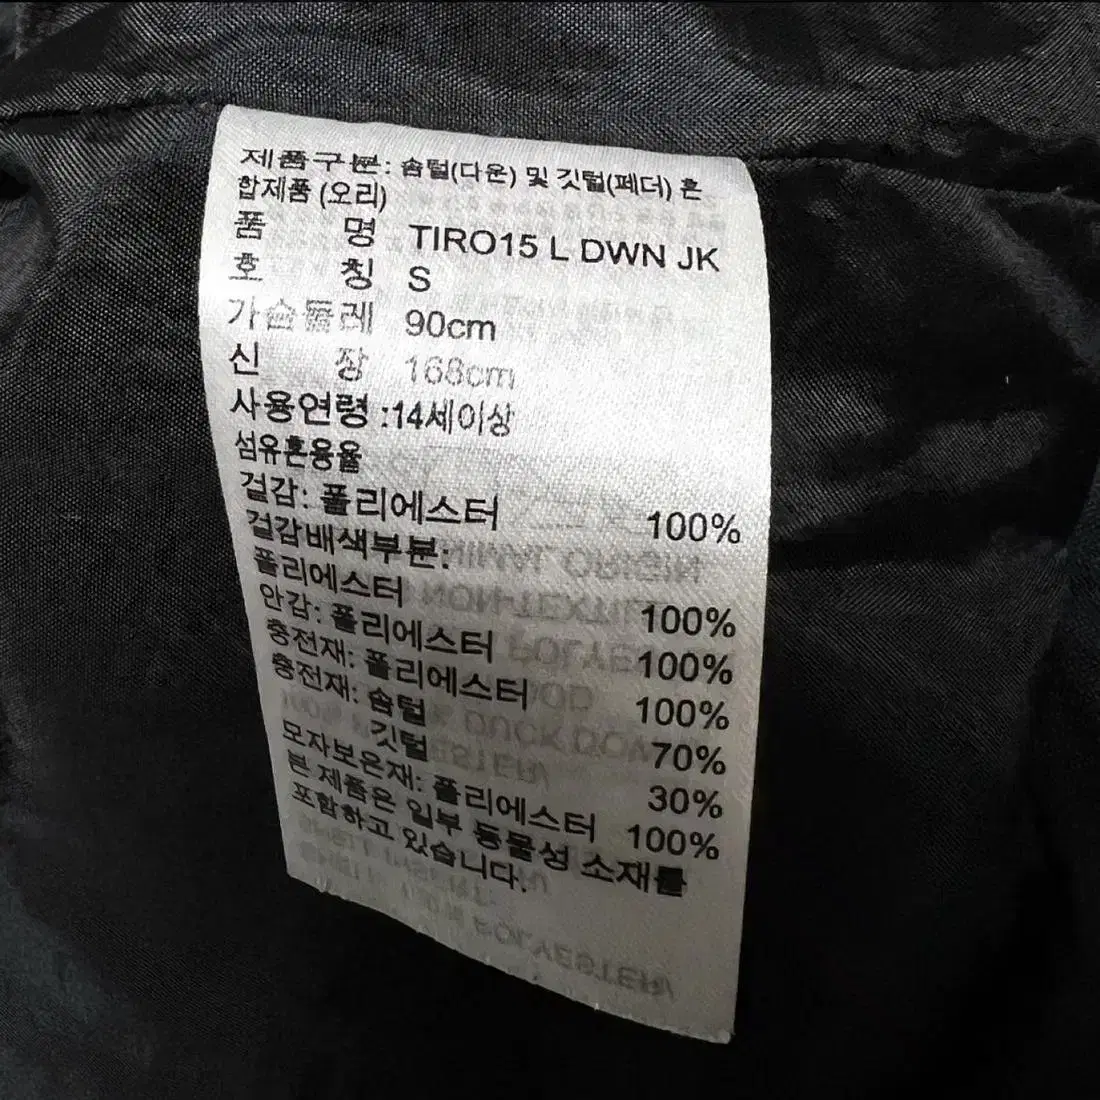 제품구분: 솜털(다운) 및 깃털(페더) 혼
합제품 (오리)
품 명 TIRO15 L DWN JK
호 칭 S
가슴둘레 90cm
신 장 168cm
사용연령 :14세이상
섬유혼용율
겉감: 폴리에스터 100%
겉감배색부분:
폴리에스터 100%
안감: 폴리에스터 100%
충전재: 폴리에스터 100%
충전재: 솜털 70%
깃털 30%
모자보온재: 폴리에스터 100%
본 제품은 일부 동물성 소재를
포함하고 있습니다.